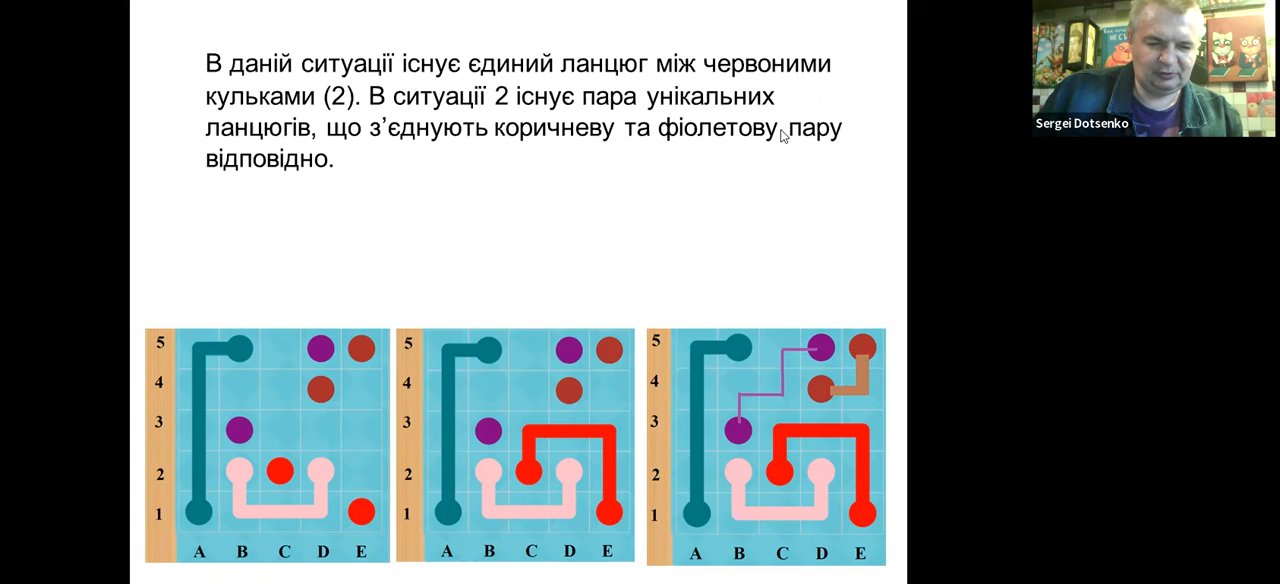 В даній ситуації існує єдиний ланцюг між червоними
кульками (2). В ситуації 2 існує пара унікальних
ланцюгів, що з’єднують коричневу та фіолетову пару
відповідно.
Sergei Dotsenko
5
4
3
2
1
A B C D E
5
4
3
2
1
A B C D E
5
4
3
2
1
A B C D E